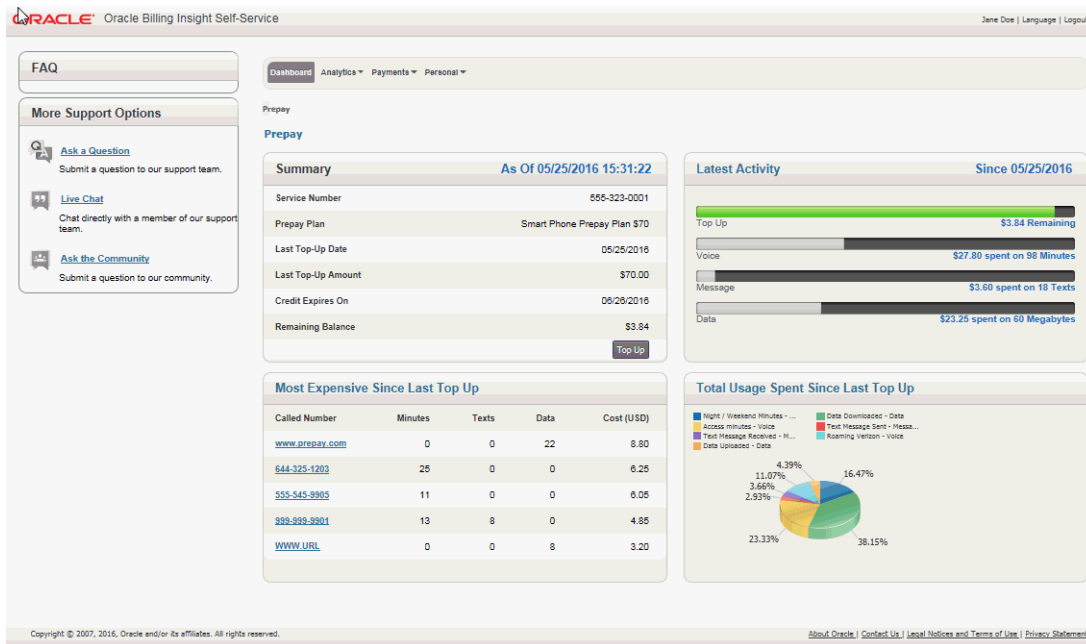 ORACLE® Oracle Billing Insight Self-Service
Jane Doe | Language | Logout
FAQ
More Support Options
Ask a Question
Submit a question to our support team.
Live Chat
Chat directly with a member of our support
team.
Ask the Community
Submit a question to our community.
Dashboard Analytics Payments Personal
Prepay
Prepay
Summary As Of 05/25/2016 15:31:22
Service Number 555-323-0001
Prepay Plan Smart Phone Prepay Plan $70
Last Top-Up Date 05/25/2016
Last Top-Up Amount $70.00
Credit Expires On 06/26/2016
Remaining Balance $3.84
Top Up
Latest Activity Since 05/25/2016
Top Up $3.84 Remaining
Voice $27.80 spent on 98 Minutes
Message $3.60 spent on 18 Texts
Data $23.25 spent on 60 Megabytes
Most Expensive Since Last Top Up
Called Number Minutes Texts Data Cost (USD)
www.prepay.com 0 0 22 8.80
644-325-1203 25 0 0 6.25
555-545-9905 11 0 0 6.05
999-999-9901 13 8 0 4.85
WWW.URL 0 0 8 3.20
Total Usage Spent Since Last Top Up
Night / Weekend Minutes - ... Data Downloaded - Data
Access minutes - Voice Text Message Sent - Messa...
Text Message Received - M... Roaming Verizon - Voice
Data Uploaded - Data
4.39%
16.47%
11.07%
3.66%
2.93%
23.33%
38.15%
Copyright © 2007, 2016, Oracle and/or its affiliates. All rights reserved.
About Oracle | Contact Us | Legal Notices and Terms of Use | Privacy Statement